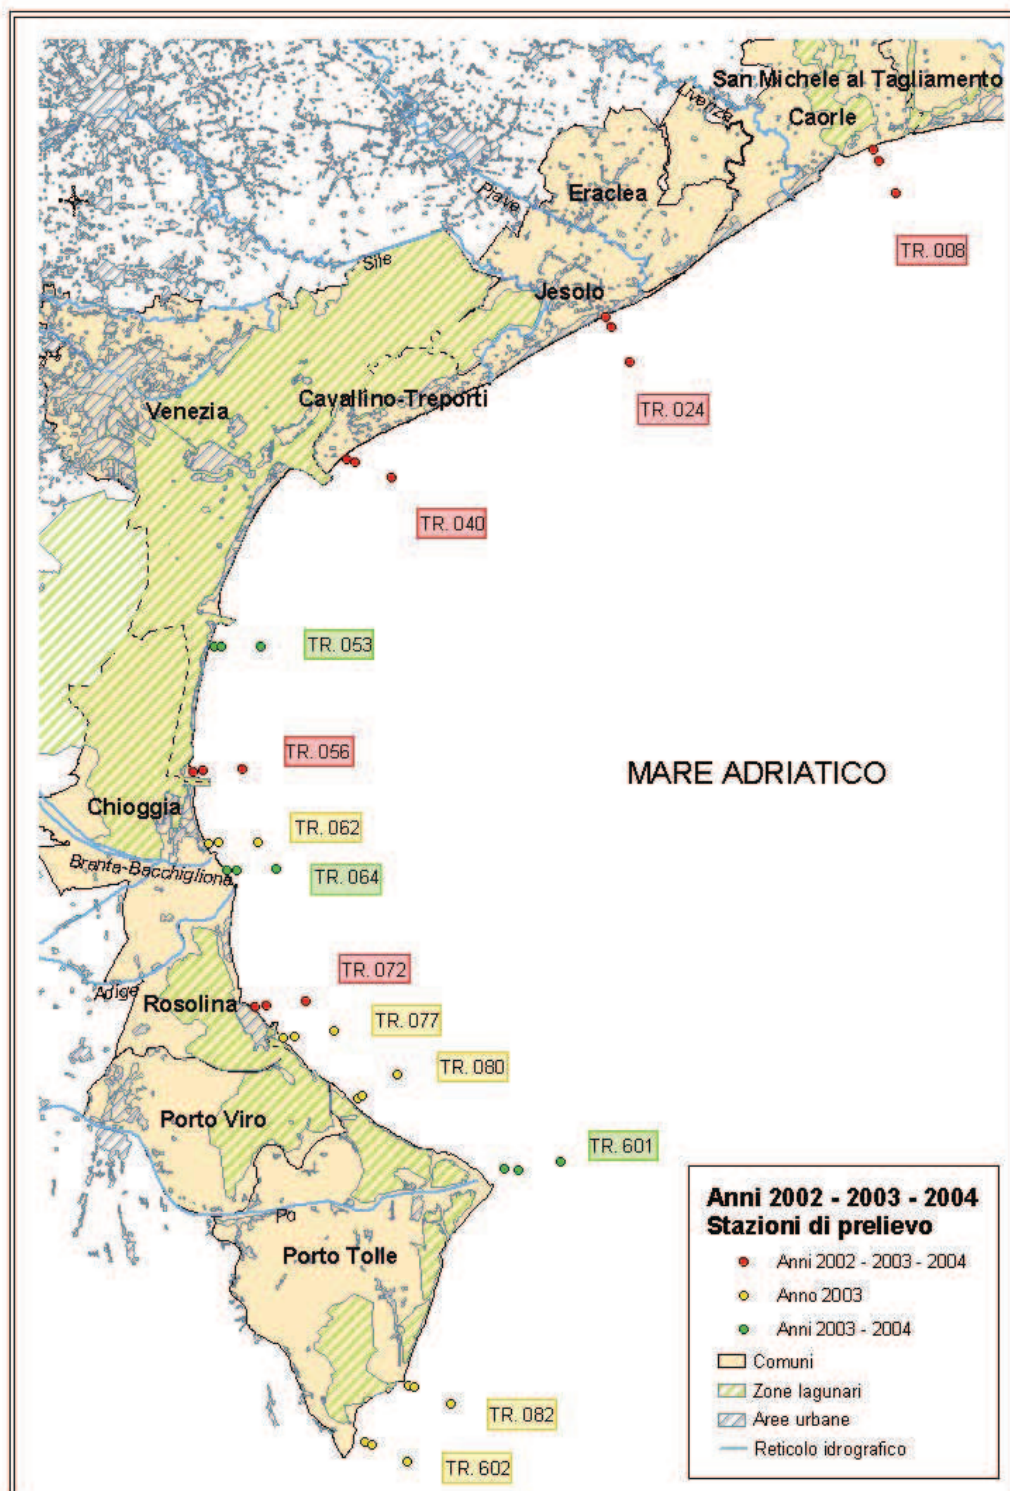 San Michele al Tagliamento
Livenza
Caorle
Eraclea
Piave
TR. 008
Sile
Jesolo
Cavallino-Treporti
TR. 024
Venezia
TR. 040
TR. 053
TR. 056
MARE ADRIATICO
Chioggia
TR. 062
Brenta-Bacchiglione
TR. 064
TR. 072
Adige
Rosolina
TR. 077
TR. 080
Porto Viro
TR. 601
Po
Porto Tolle
TR. 082
TR. 602
Anni 2002 - 2003 - 2004
Stazioni di prelievo
Anni 2002 - 2003 - 2004
Anno 2003
Anni 2003 - 2004
Comuni
Zone lagunari
Aree urbane
Reticolo idrografico